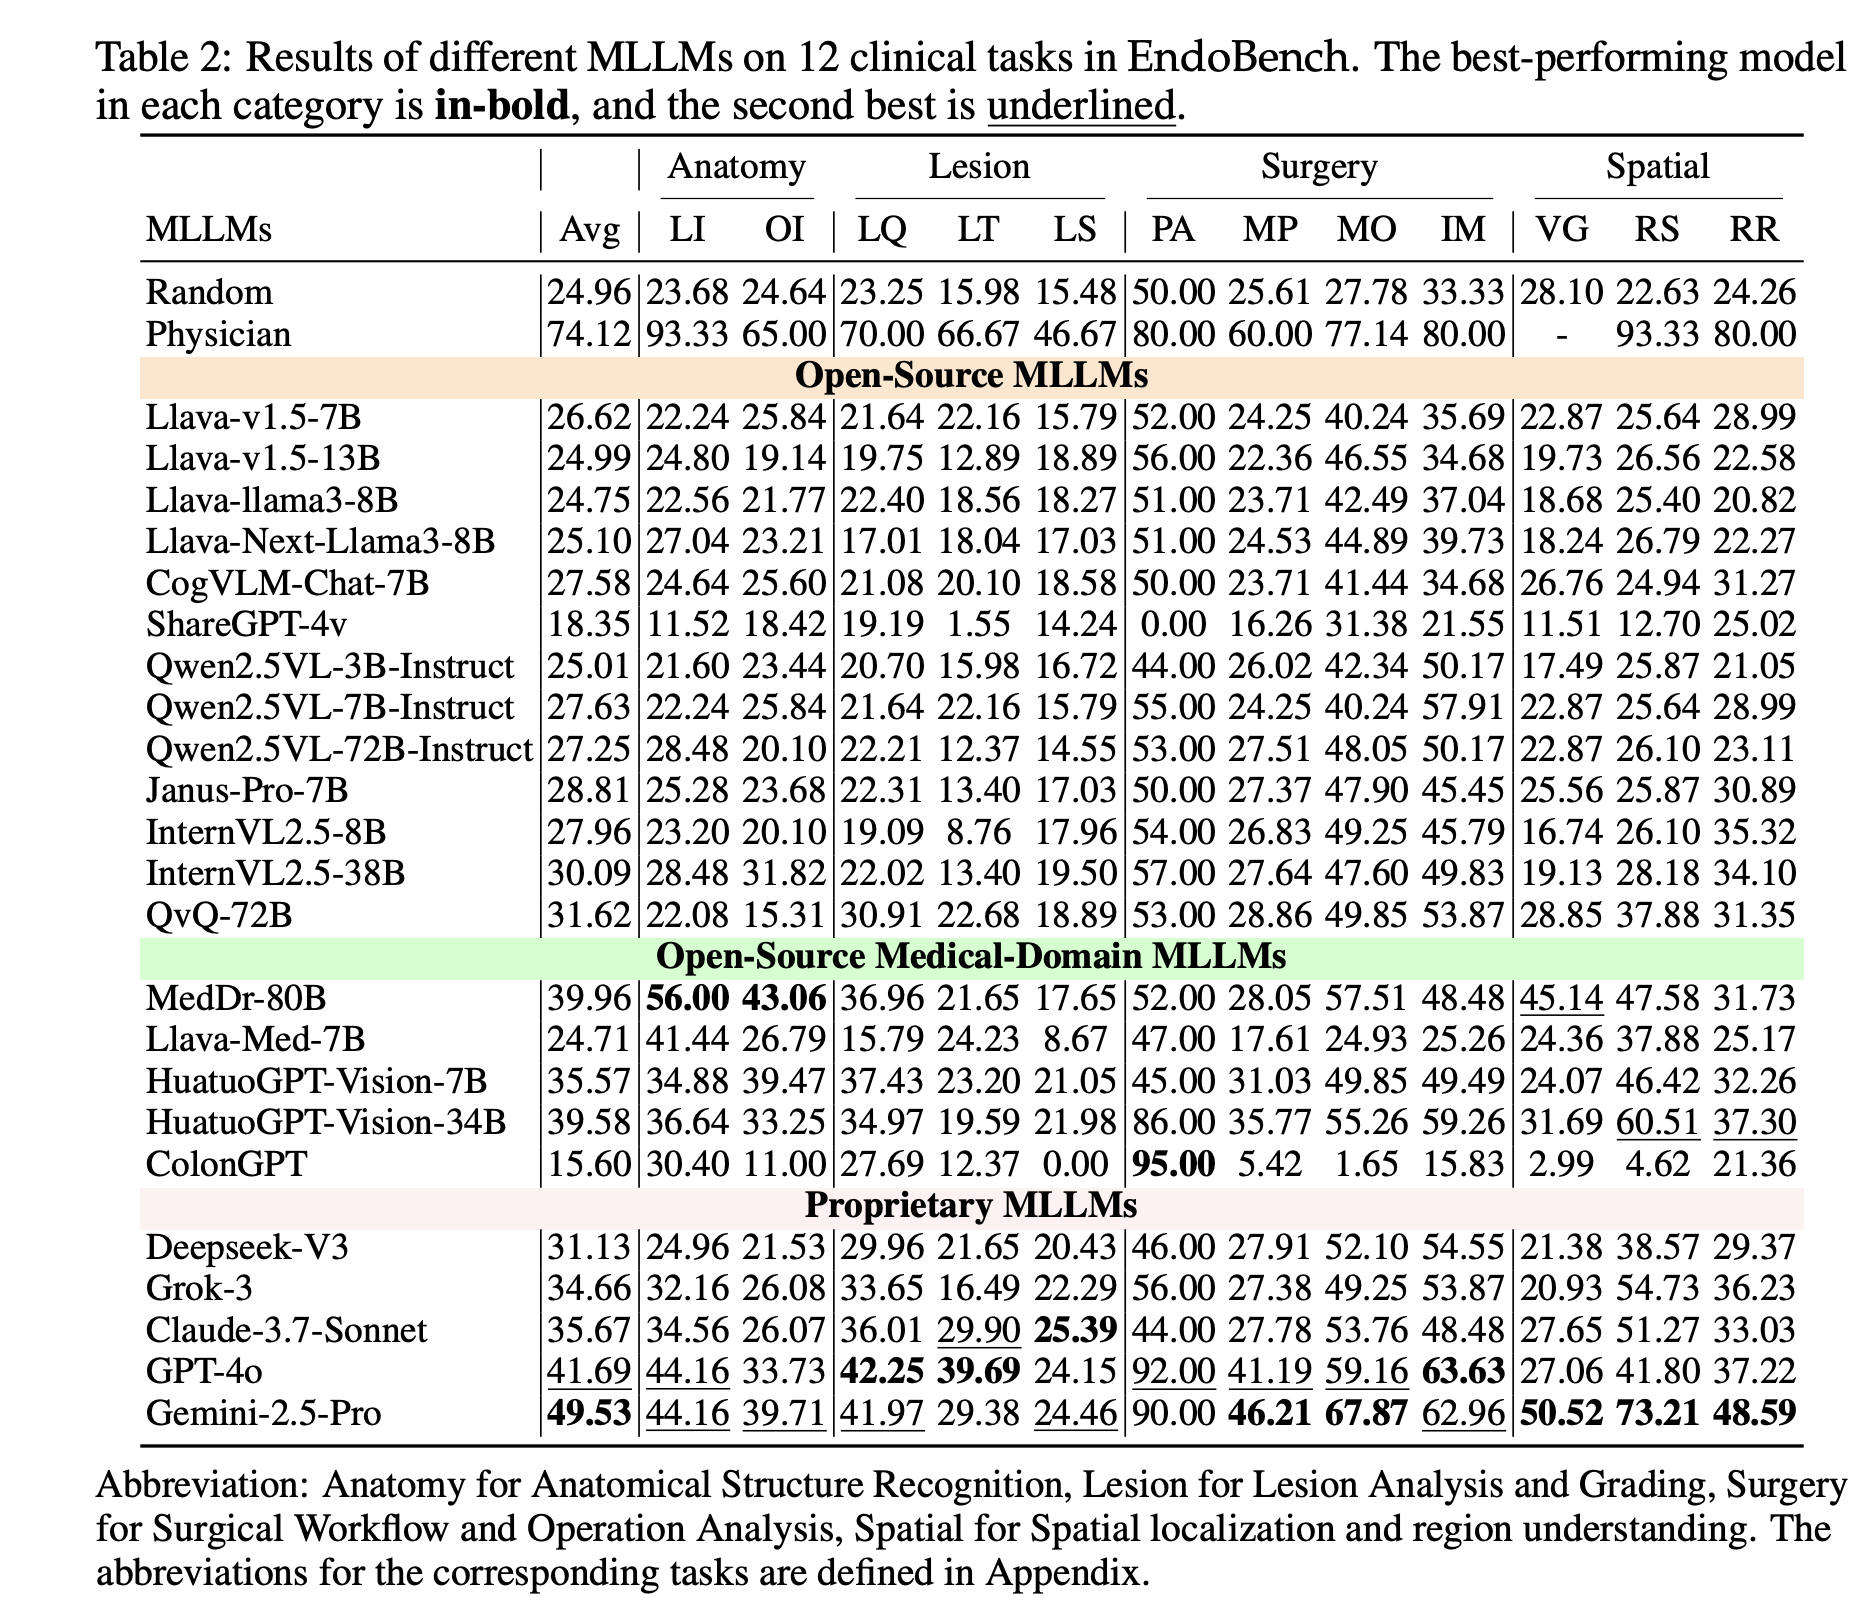 Table 2: Results of different MLLMs on 12 clinical tasks in EndoBench. The best-performing model
in each category is in-bold, and the second best is underlined.
Anatomy Lesion Surgery Spatial
MLLMs Avg LI OI LQ LT LS PA MP MO IM VG RS RR
Random 24.96 23.68 24.64 23.25 15.98 15.48 50.00 25.61 27.78 33.33 28.10 22.63 24.26
Physician 74.12 93.33 65.00 70.00 66.67 46.67 80.00 60.00 77.14 80.00 - 93.33 80.00
Open-Source MLLMs
Llava-v1.5-7B 26.62 22.24 25.84 21.64 22.16 15.79 52.00 24.25 40.24 35.69 22.87 25.64 28.99
Llava-v1.5-13B 24.99 24.80 19.14 19.75 12.89 18.89 56.00 22.36 46.55 34.68 19.73 26.56 22.58
Llava-llama3-8B 24.75 22.56 21.77 22.40 18.56 18.27 51.00 23.71 42.49 37.04 18.68 25.40 20.82
Llava-Next-Llama3-8B 25.10 27.04 23.21 17.01 18.04 17.03 51.00 24.53 44.89 39.73 18.24 26.79 22.27
CogVLM-Chat-7B 27.58 24.64 25.60 21.08 20.10 18.58 50.00 23.71 41.44 34.68 26.76 24.94 31.27
ShareGPT-4v 18.35 11.52 18.42 19.19 1.55 14.24 0.00 16.26 31.38 21.55 11.51 12.70 25.02
Qwen2.5VL-3B-Instruct 25.01 21.60 23.44 20.70 15.98 16.72 44.00 26.02 42.34 50.17 17.49 25.87 21.05
Qwen2.5VL-7B-Instruct 27.63 22.24 25.84 21.64 22.16 15.79 55.00 24.25 40.24 57.91 22.87 25.64 28.99
Qwen2.5VL-72B-Instruct 27.25 28.48 20.10 22.21 12.37 14.55 53.00 27.51 48.05 50.17 22.87 26.10 23.11
Janus-Pro-7B 28.81 25.28 23.68 22.31 13.40 17.03 50.00 27.37 47.90 45.45 25.56 25.87 30.89
InternVL2.5-8B 27.96 23.20 20.10 19.09 8.76 17.96 54.00 26.83 49.25 45.79 16.74 26.10 35.32
InternVL2.5-38B 30.09 28.48 31.82 22.02 13.40 19.50 57.00 27.64 47.60 49.83 19.13 28.18 34.10
QvQ-72B 31.62 22.08 15.31 30.91 22.68 18.89 53.00 28.86 49.85 53.87 28.85 37.88 31.35
Open-Source Medical-Domain MLLMs
MedDr-80B 39.96 56.00 43.06 36.96 21.65 17.65 52.00 28.05 57.51 48.48 45.14 47.58 31.73
Llava-Med-7B 24.71 41.44 26.79 15.79 24.23 8.67 47.00 17.61 24.93 25.26 24.36 37.88 25.17
HuatuoGPT-Vision-7B 35.57 34.88 39.47 37.43 23.20 21.05 45.00 31.03 49.85 49.49 24.07 46.42 32.26
HuatuoGPT-Vision-34B 39.58 36.64 33.25 34.97 19.59 21.98 86.00 35.77 55.26 59.26 31.69 60.51 37.30
ColonGPT 15.60 30.40 11.00 27.69 12.37 0.00 95.00 5.42 1.65 15.83 2.99 4.62 21.36
Proprietary MLLMs
Deepseek-V3 31.13 24.96 21.53 29.96 21.65 20.43 46.00 27.91 52.10 54.55 21.38 38.57 29.37
Grok-3 34.66 32.16 26.08 33.65 16.49 22.29 56.00 27.38 49.25 53.87 20.93 54.73 36.23
Claude-3.7-Sonnet 35.67 34.56 26.07 36.01 29.90 25.39 44.00 27.78 53.76 48.48 27.65 51.27 33.03
GPT-4o 41.69 44.16 33.73 42.25 39.69 24.15 92.00 41.19 59.16 63.63 27.06 41.80 37.22
Gemini-2.5-Pro 49.53 44.16 39.71 41.97 29.38 24.46 90.00 46.21 67.87 62.96 50.52 73.21 48.59
Abbreviation: Anatomy for Anatomical Structure Recognition, Lesion for Lesion Analysis and Grading, Surgery
for Surgical Workflow and Operation Analysis, Spatial for Spatial localization and region understanding. The
abbreviations for the corresponding tasks are defined in Appendix.